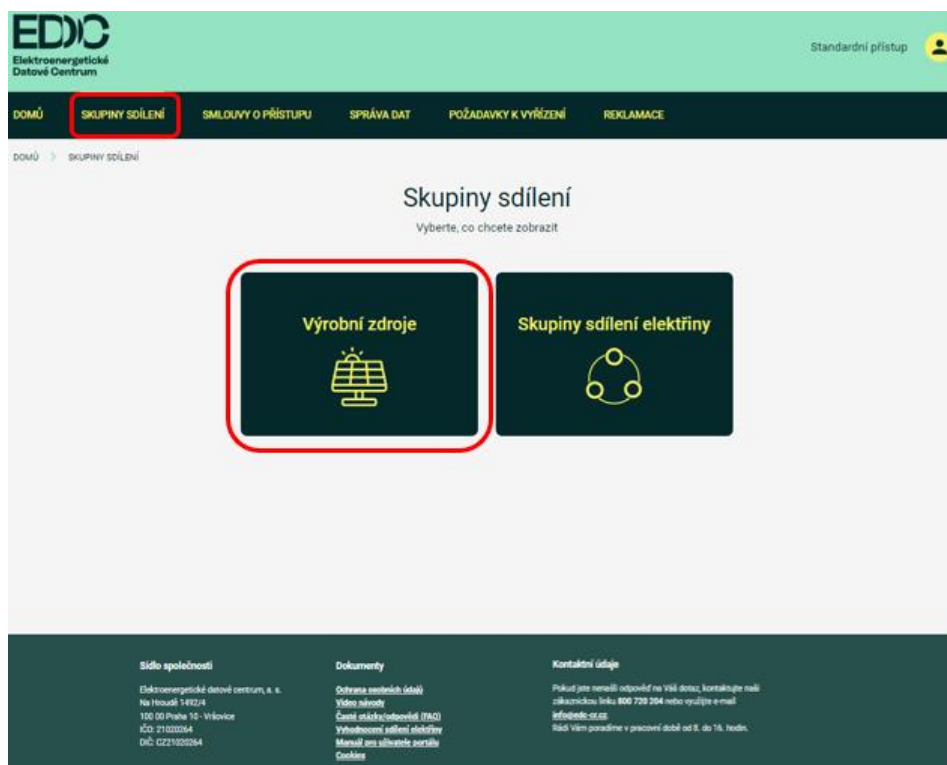 EDC
Elektroenergetické
Datové Centrum
Standardní přístup
DOMŮ
SKUPINY SDÍLENÍ
SMLOUVY O PŘÍSTUPU
SPRÁVA DAT
POŽADAVKY K VYŘÍZENÍ
REKLAMACE
DOMŮ
SKUPINY SDÍLENÍ
Skupiny sdílení
Vyberte, co chcete zobrazit
Výrobní zdroje
Skupiny sdílení elektřiny
Sídlo společnosti
Elektroenergetické datové centrum, a. s.
Na Hroudě 1492/4
100 00 Praha 10 - Vršovice
IČO: 21020264
DIČ: CZ21020264
Dokumenty
Ochrana osobních údajů
Video návody
Časté otázky/odpovědi (FAQ)
Vyhodnocení sdílení elektřiny
Manuál pro uživatele portálu
Cookies
Kontaktní údaje
Pokud jste nenašli odpověď na Váš dotaz, kontaktujte naši
zákaznickou linku 800 720 204 nebo využijte e-mail
info@edc-cr.cz
Rádi Vám poradíme v pracovní době od 8. do 16. hodin.